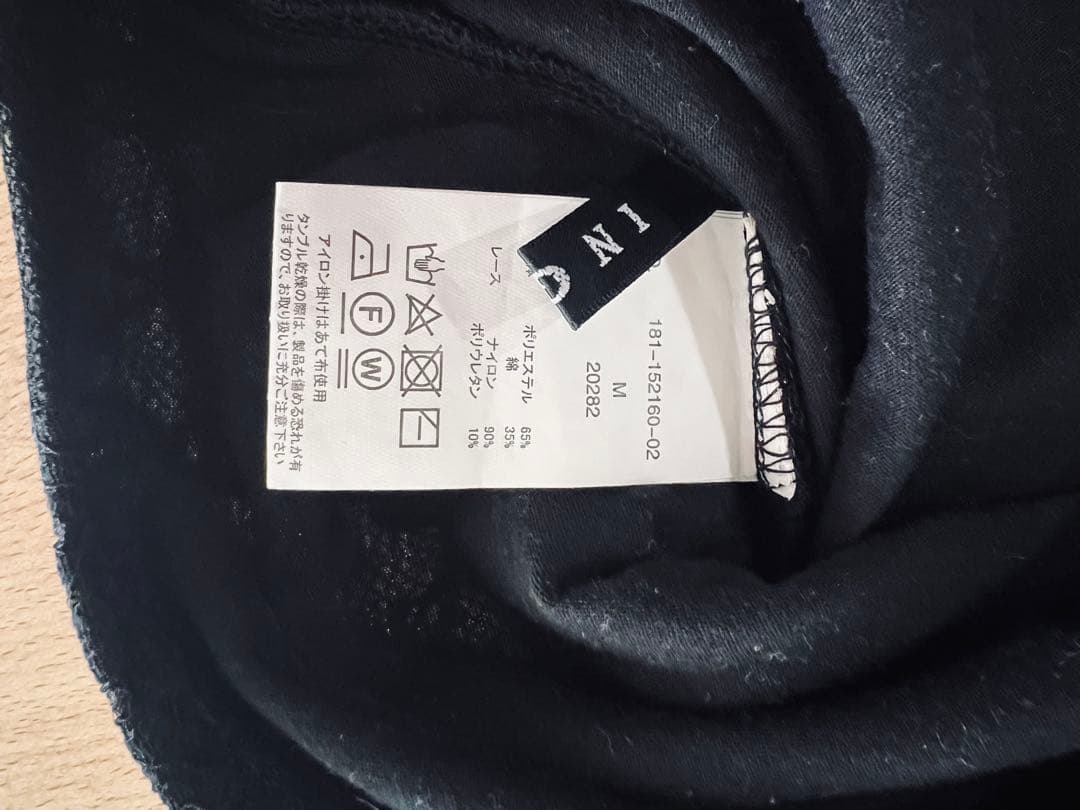 IN
181-152160-02
M
20282
ポリエステル 65%
綿 35%
レース ナイロン 90%
ポリウレタン 10%
F
W
アイロン掛けはあて布使用
タンブル乾燥の際は、製品を傷める恐れが有
りますので、お取り扱いに充分ご注意下さい